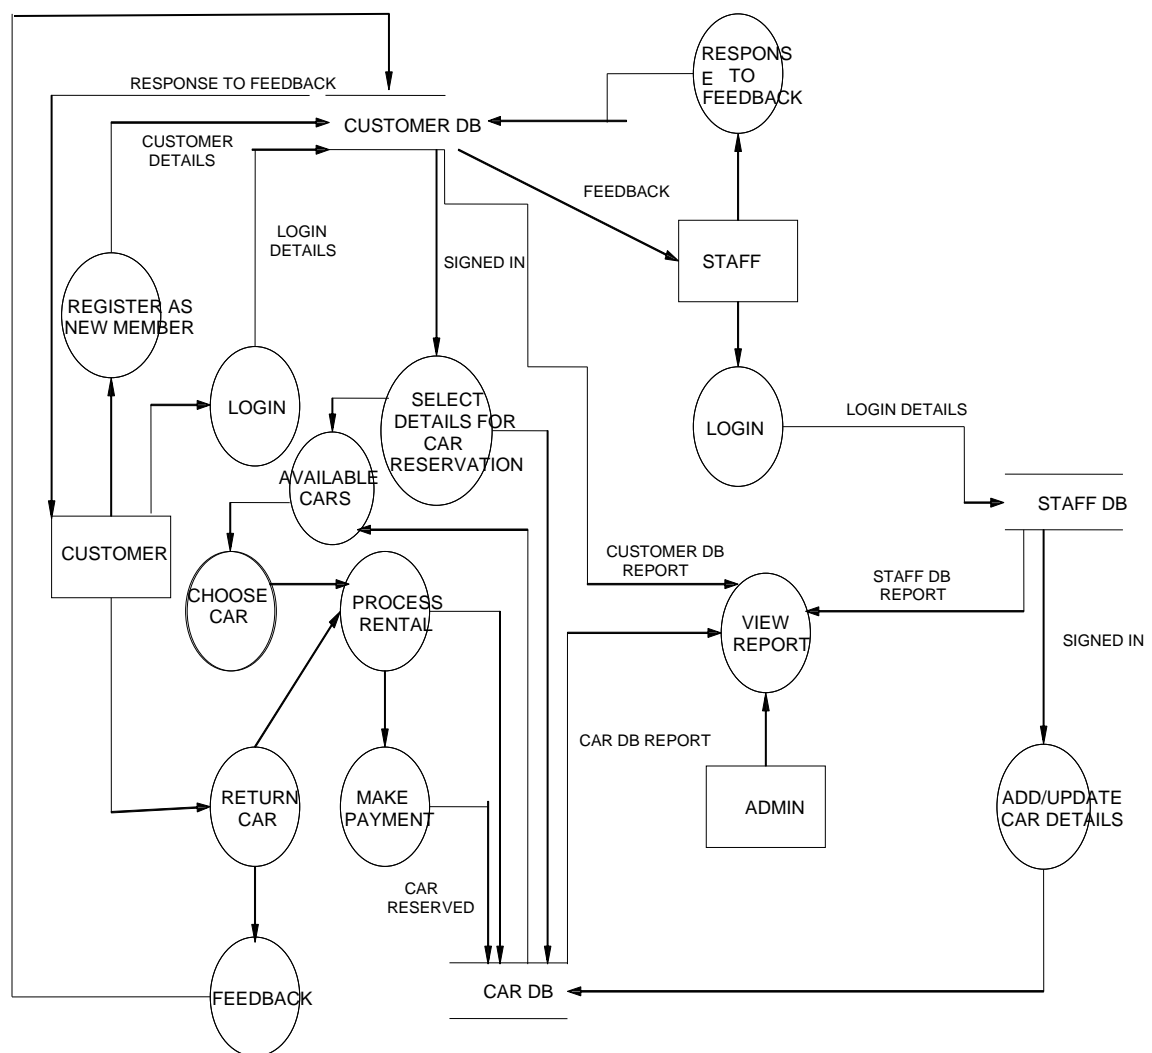 RESPONS
E TO
FEEDBACK
RESPONSE TO FEEDBACK
CUSTOMER DB
CUSTOMER
DETAILS
FEEDBACK
LOGIN
DETAILS
SIGNED IN
STAFF
REGISTER AS
NEW MEMBER
LOGIN
SELECT
DETAILS FOR
CAR
RESERVATION
LOGIN
LOGIN DETAILS
AVAILABLE
CARS
STAFF DB
CUSTOMER
CUSTOMER DB
REPORT
STAFF DB
REPORT
CHOOSE
CAR
PROCESS
RENTAL
VIEW
REPORT
SIGNED IN
CAR DB REPORT
RETURN
CAR
MAKE
PAYMENT
ADMIN
ADD/UPDATE
CAR DETAILS
CAR
RESERVED
FEEDBACK
CAR DB